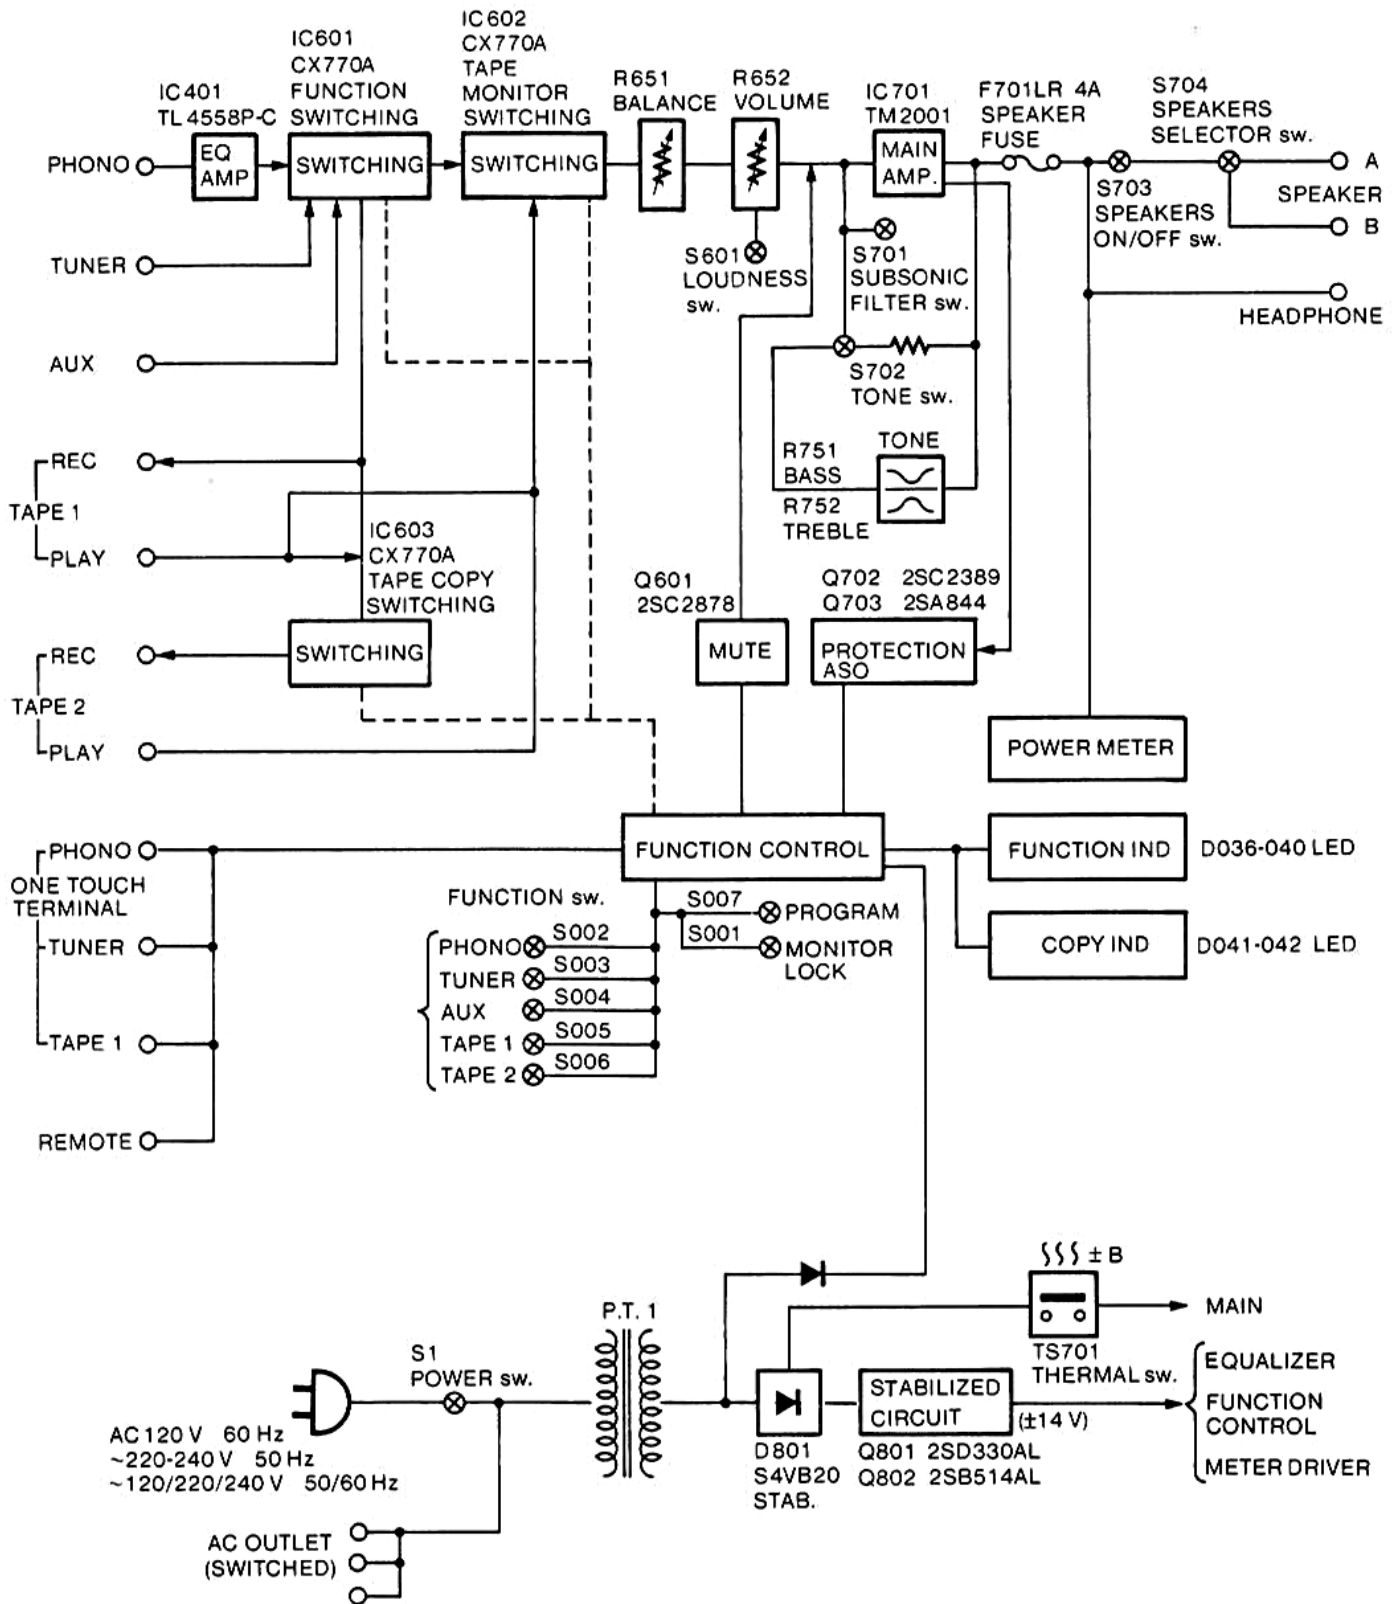 IC602
CX770A
TAPE
MONITOR
SWITCHING
IC601
CX770A
FUNCTION
SWITCHING
IC401
TL4558P-C
R651
BALANCE
R652
VOLUME
IC701
TM2001
F701LR 4A
SPEAKER
FUSE
S704
SPEAKERS
SELECTOR sw.
PHONO
EQ
AMP
SWITCHING
SWITCHING
MAIN
AMP.
A
SPEAKER
B
S703
SPEAKERS
ON/OFF sw.
TUNER
S601
LOUDNESS
sw.
S701
SUBSONIC
FILTER sw.
HEADPHONE
AUX
S702
TONE sw.
REC
TAPE 1
PLAY
TONE
R751
BASS
R752
TREBLE
IC603
CX770A
TAPE COPY
SWITCHING
Q601
2SC2878
Q702 2SC2389
Q703 2SA844
REC
TAPE 2
PLAY
SWITCHING
MUTE
PROTECTION
ASO
POWER METER
PHONO
ONE TOUCH
TERMINAL
TUNER
TAPE 1
REMOTE
FUNCTION CONTROL
FUNCTION IND
D036-040 LED
COPY IND
D041-042 LED
FUNCTION sw.
S007
PROGRAM
S001
MONITOR
LOCK
PHONO
S002
TUNER
S003
AUX
S004
TAPE 1
S005
TAPE 2
S006
± B
MAIN
TS701
THERMAL sw.
P.T. 1
S1
POWER sw.
AC 120 V 60 Hz
~220-240 V 50 Hz
~120/220/240 V 50/60 Hz
AC OUTLET
(SWITCHED)
D801
S4VB20
STAB.
STABILIZED
CIRCUIT
(±14 V)
Q801 2SD330AL
Q802 2SB514AL
EQUALIZER
FUNCTION
CONTROL
METER DRIVER